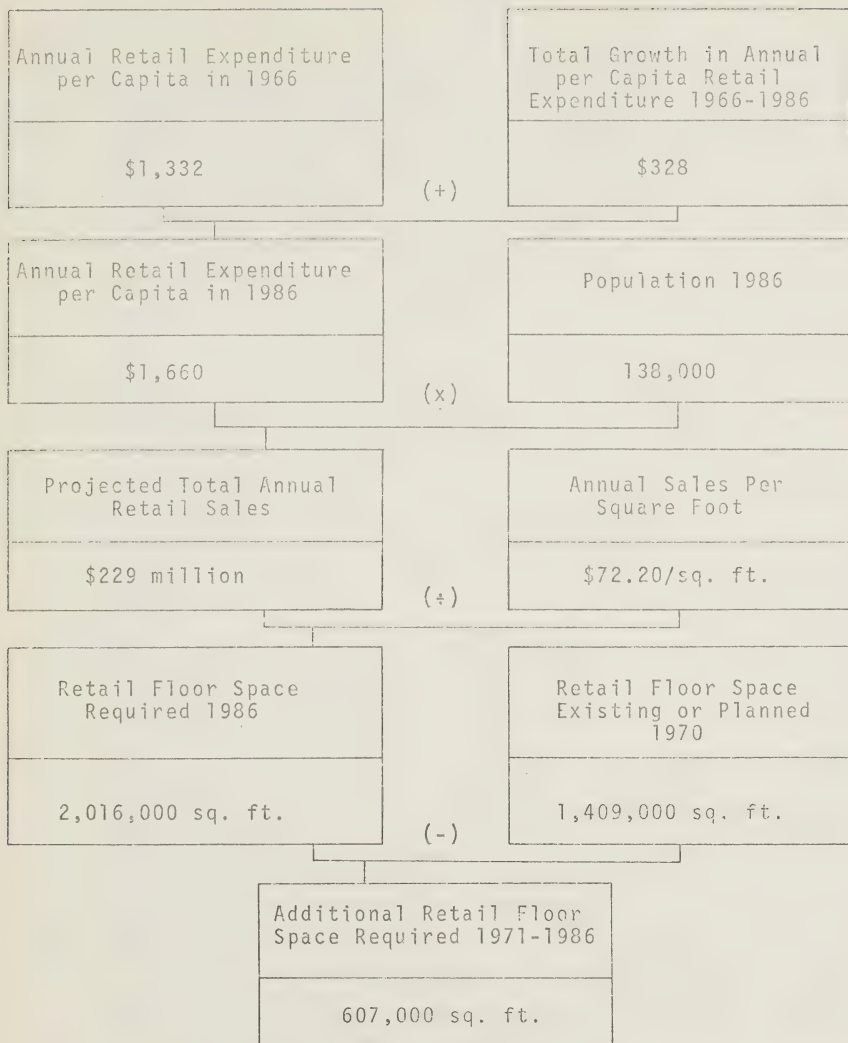 Annual Retail Expenditure
per Capita in 1966
$1,332
(+)
Total Growth in Annual
per Capita Retail
Expenditure 1966-1986
$328
Annual Retail Expenditure
per Capita in 1986
$1,660
(x)
Population 1986
138,000
Projected Total Annual
Retail Sales
$229 million
(÷)
Annual Sales Per
Square Foot
$72.20/sq. ft.
Retail Floor Space
Required 1986
2,016,000 sq. ft.
(-)
Retail Floor Space
Existing or Planned
1970
1,409,000 sq. ft.
Additional Retail Floor
Space Required 1971-1986
607,000 sq. ft.